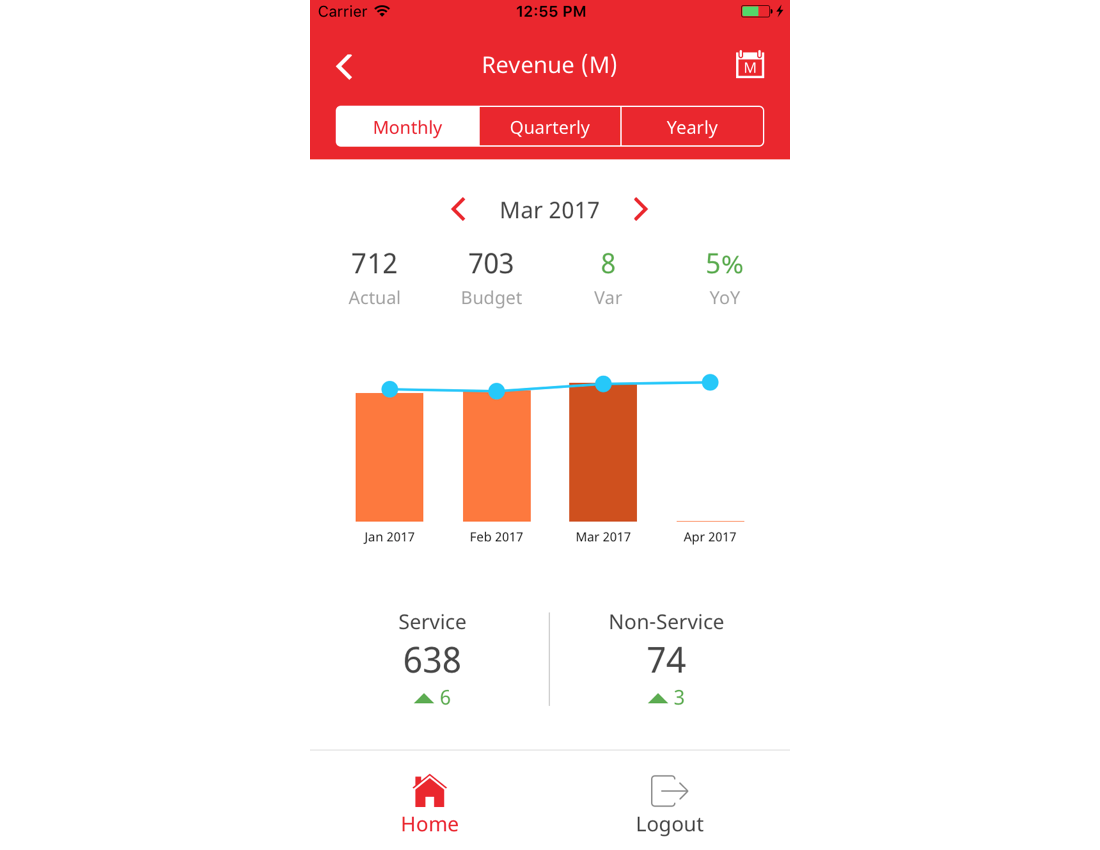 Carrier 12:55 PM
Revenue (M)
M
Monthly Quarterly Yearly
Mar 2017
712 703 8 5%
Actual Budget Var YoY
Jan 2017 Feb 2017 Mar 2017 Apr 2017
Service Non-Service
638 74
6 3
Home Logout